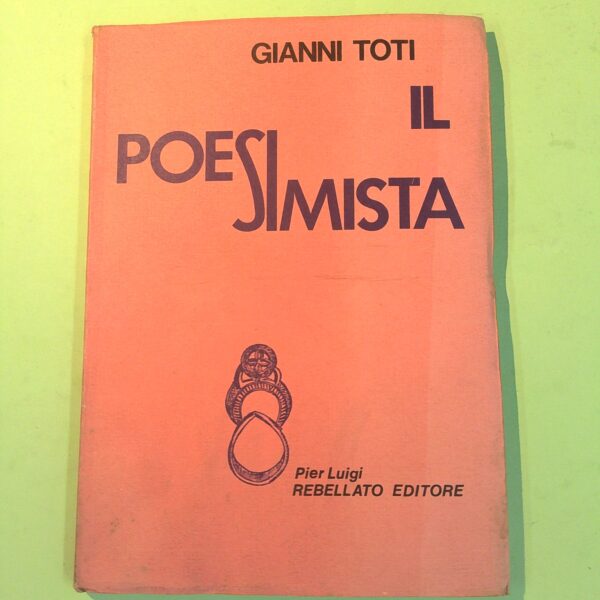 GIANNI TOTI
IL
POESIMISTA
Pier Luigi
REBELLATO EDITORE